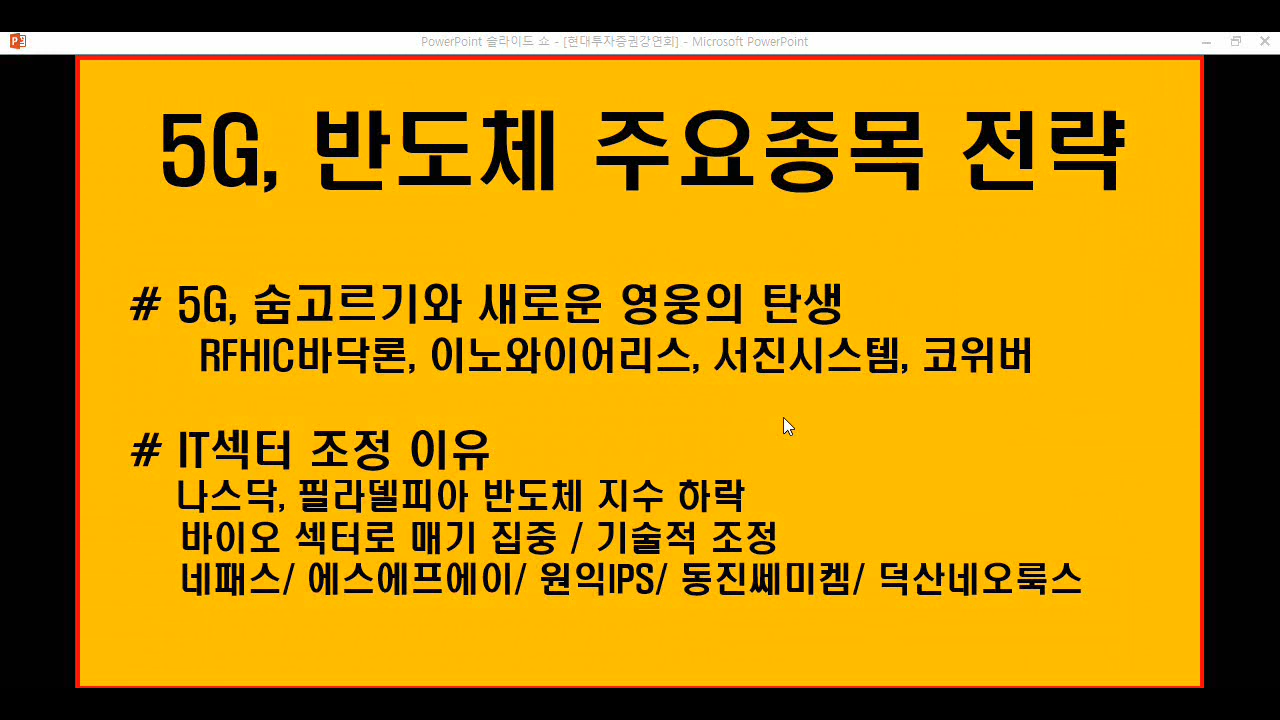 PowerPoint 슬라이드 쇼 - [현대투자증권강연회] - Microsoft PowerPoint
5G, 반도체 주요종목 전략
# 5G, 숨고르기와 새로운 영웅의 탄생
RFHIC바닥론, 이노와이어리스, 서진시스템, 코위버
# IT섹터 조정 이유
나스닥, 필라델피아 반도체 지수 하락
바이오 섹터로 매기 집중 / 기술적 조정
네패스/ 에스에프에이/ 원익IPS/ 동진쎄미켐/ 덕산네오룩스